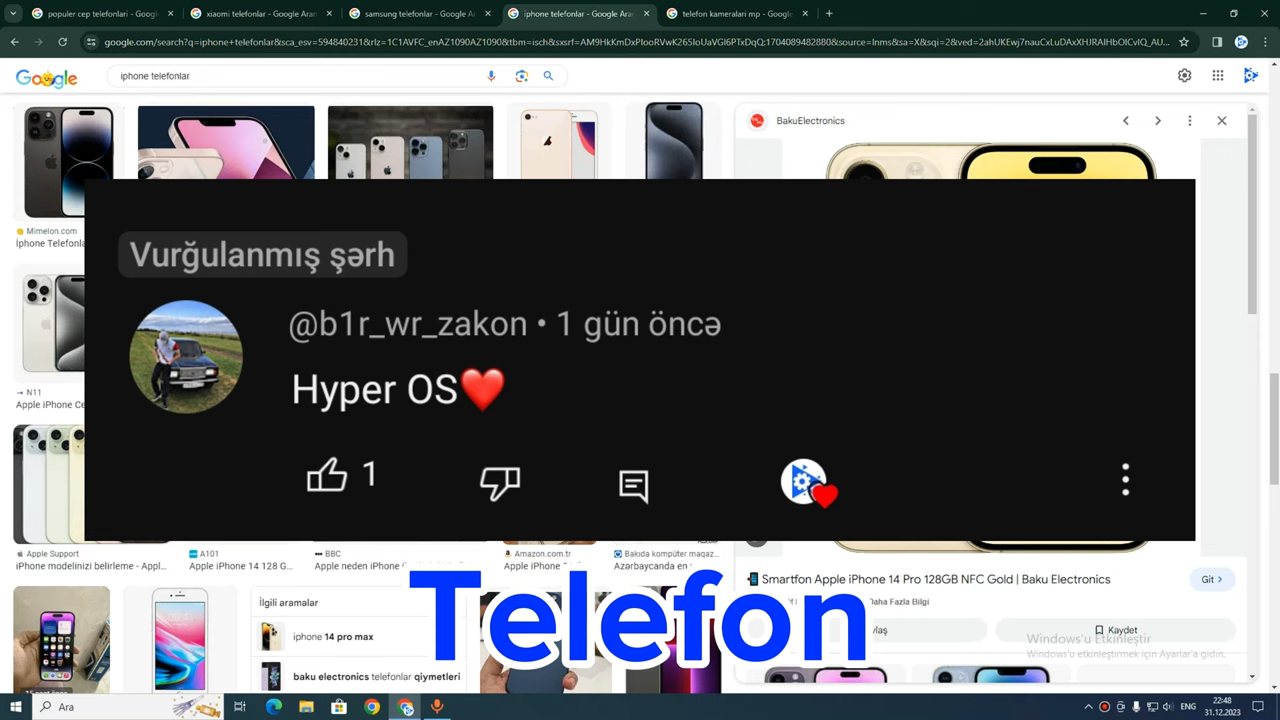 populer cep telefonlari - Google
xiaomi telefonlar - Google Aran
samsung telefonlar - Google A
iphone telefonlar - Google Arar
telefon kameralari mp - Google
iphone telefonlar
BakuElectronics
Mimelon.com
İphone Telefonla
Vurğulanmış şərh
@b1r_wr_zakon • 1 gün öncə
Hyper OS❤️
1
N11
Apple iPhone Ce
Apple Support
iPhone modelinizi belirleme - Appl...
A101
Apple iPhone 14 128 G...
BBC
Apple neden iPhone
Amazon.com.tr
Bakıda kompüter maqaz...
Azərbaycanda en
Smartfon Apple iPhone 14 Pro 128GB NFC Gold | Baku Electronics
Git
Daha Fazla Bilgi
Kaydet
İlgili aramalar
iphone 14 pro max
baku electronics telefonlar qiymetleri
Telefon
Windows'u Etkinleştir
Windows'u etkinleştirmek için Ayarlar'a gidin.
Ara
ENG
22:48
31.12.2023